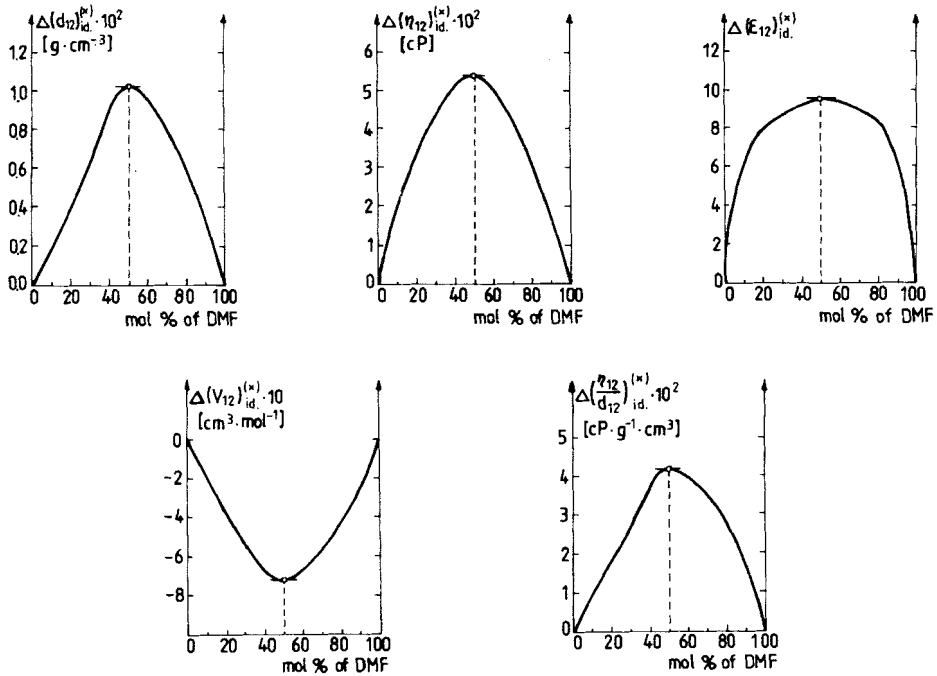 Δ(d₁₂)id.⁽ˣ⁾·10²
[g·cm⁻³]
1.2
1.0
0.8
0.6
0.4
0.2
0.0
0 20 40 60 80 100
mol % of DMF
Δ(η₁₂)id.⁽ˣ⁾·10²
[cP]
6
5
4
3
2
1
0
0 20 40 60 80 100
mol % of DMF
Δ(ε₁₂)id.⁽ˣ⁾
12
10
8
6
4
2
0
0 20 40 60 80 100
mol % of DMF
Δ(V₁₂)id.⁽ˣ⁾·10
[cm³·mol⁻¹]
0
-2
-4
-6
-8
0 20 40 60 80 100
mol % of DMF
Δ(η₁₂/d₁₂)id.⁽ˣ⁾·10²
[cP·g⁻¹·cm³]
5
4
3
2
1
0
0 20 40 60 80 100
mol % of DMF